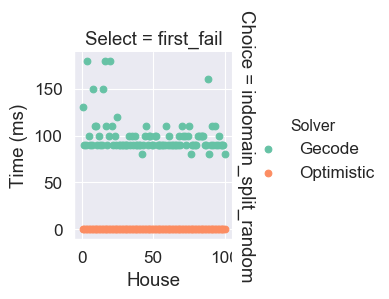 Select = first_fail
Choice = indomain_split_random
Time (ms)
150
100
50
0
0
50
100
House
Solver
Gecode
Optimistic